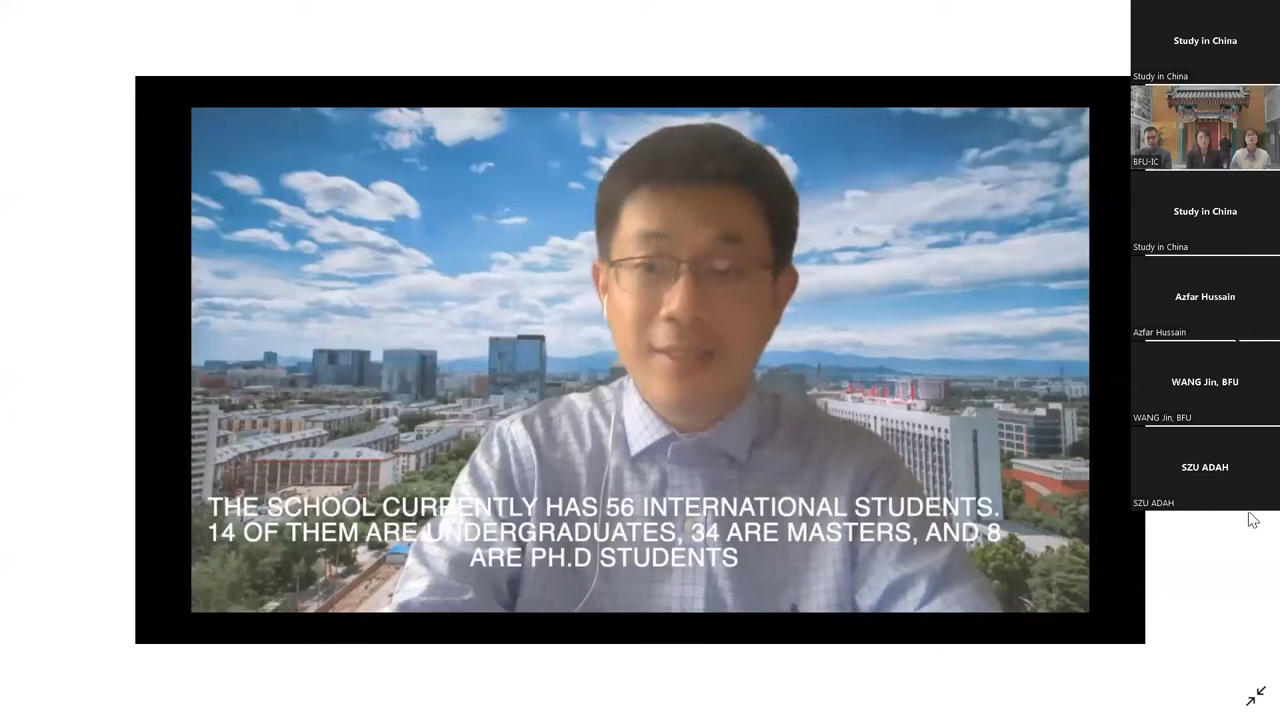 THE SCHOOL CURRENTLY HAS 56 INTERNATIONAL STUDENTS.
14 OF THEM ARE UNDERGRADUATES, 34 ARE MASTERS, AND 8
ARE PH.D STUDENTS
Study in China
Study in China
BFU-IC
Study in China
Study in China
Azfar Hussain
Azfar Hussain
WANG Jin, BFU
WANG Jin, BFU
SZU ADAH
SZU ADAH